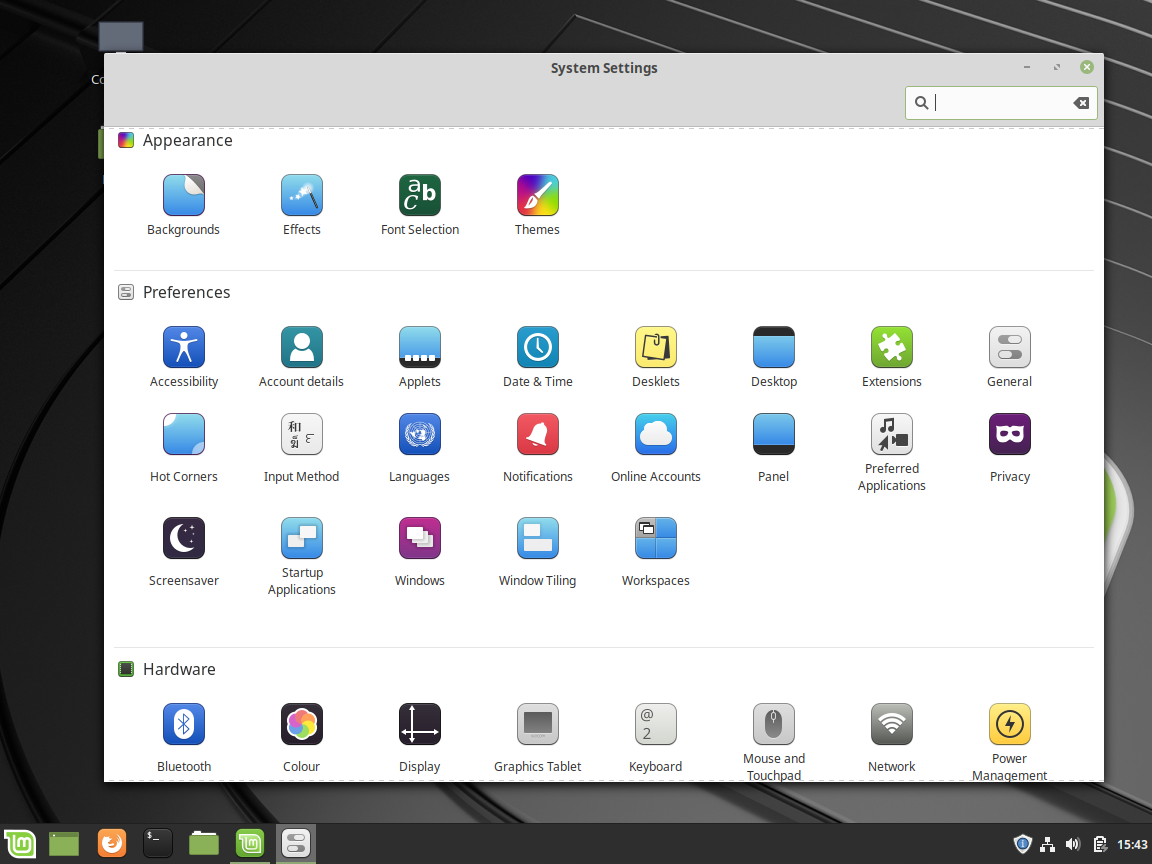 System Settings
Appearance
Backgrounds
Effects
Font Selection
Themes
Preferences
Accessibility
Account details
Applets
Date & Time
Desklets
Desktop
Extensions
General
Hot Corners
Input Method
Languages
Notifications
Online Accounts
Panel
Preferred
Applications
Privacy
Screensaver
Startup
Applications
Windows
Window Tiling
Workspaces
Hardware
Bluetooth
Colour
Display
Graphics Tablet
Keyboard
Mouse and
Touchpad
Network
Power
Management
15:43